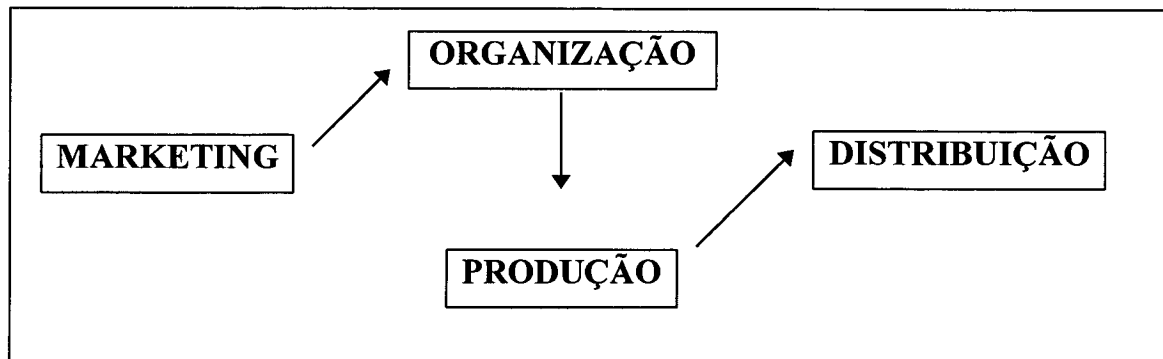 ORGANIZAÇÃO
MARKETING
DISTRIBUIÇÃO
PRODUÇÃO